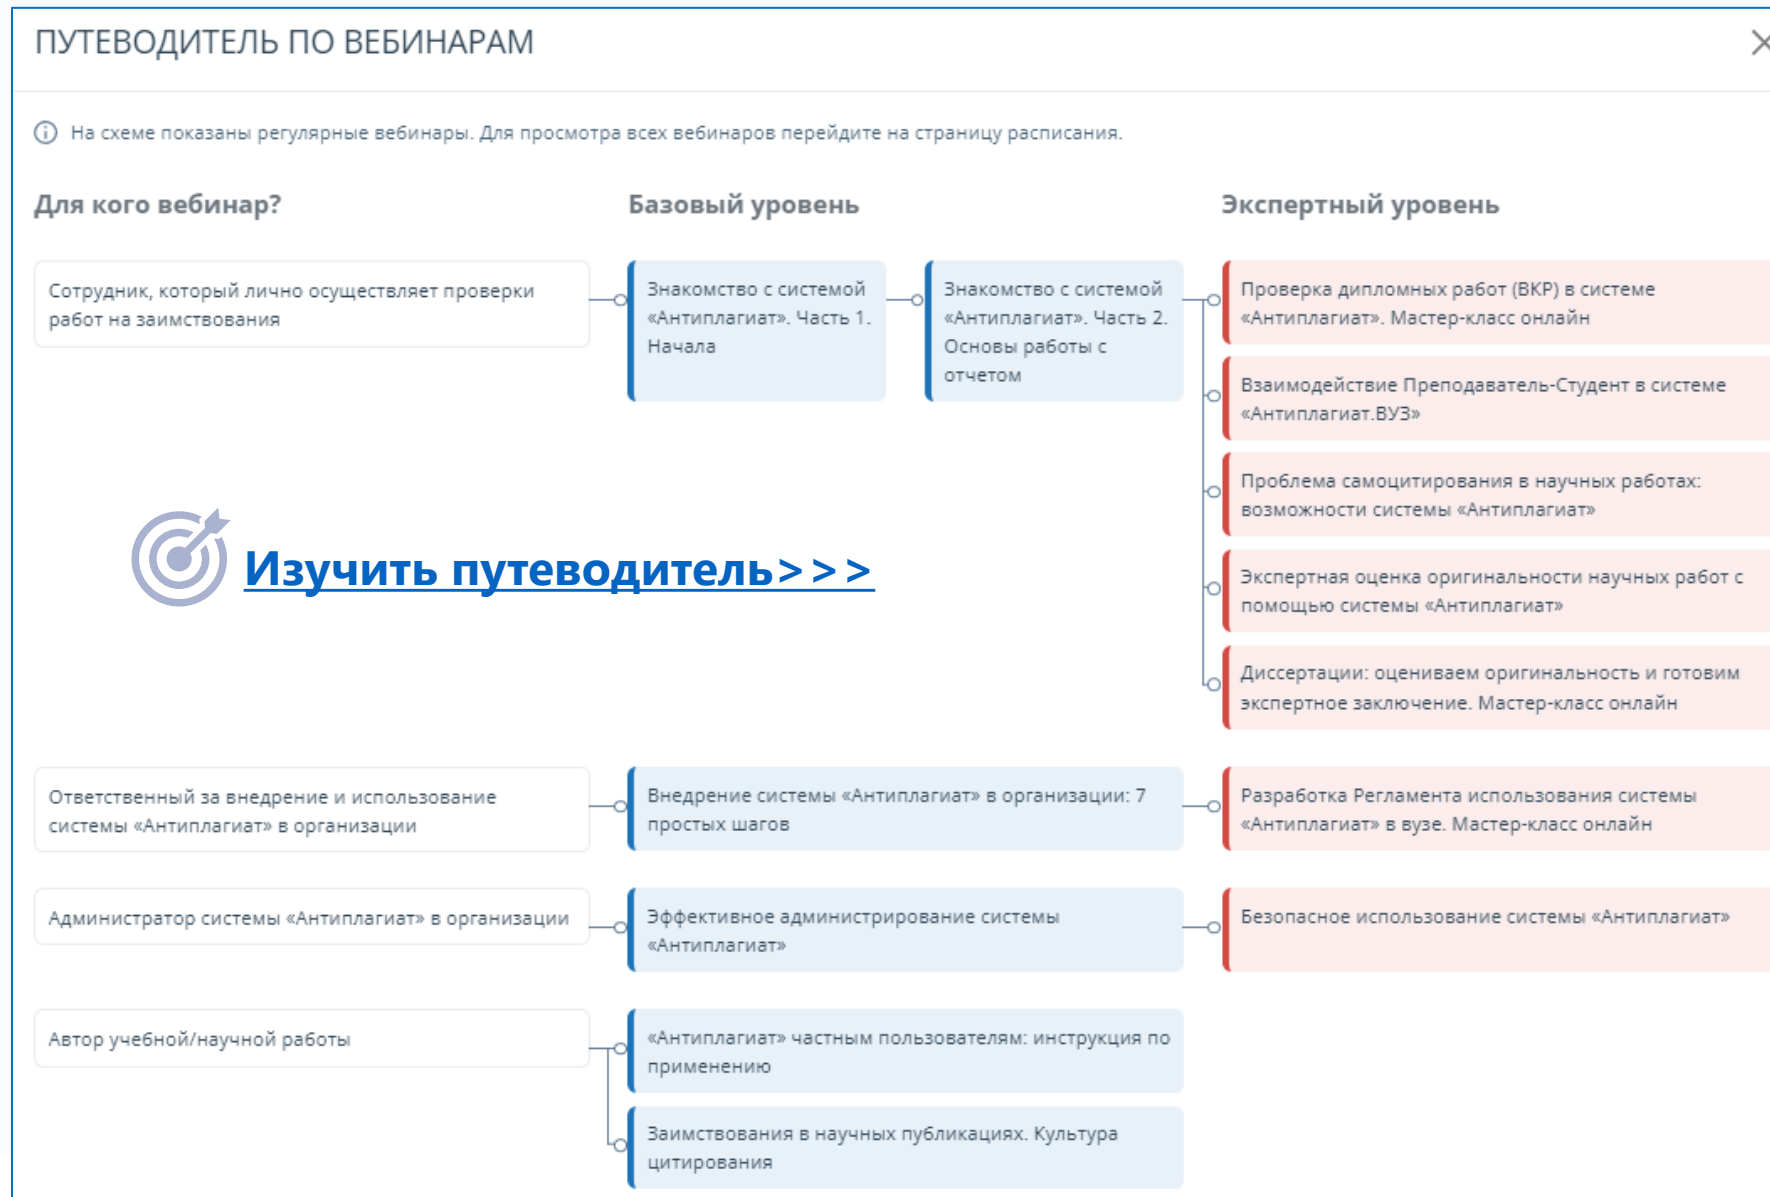 ПУТЕВОДИТЕЛЬ ПО ВЕБИНАРАМ
На схеме показаны регулярные вебинары. Для просмотра всех вебинаров перейдите на страницу расписания.
Для кого вебинар?
Базовый уровень
Экспертный уровень
Сотрудник, который лично осуществляет проверки
работ на заимствования
Знакомство с системой
«Антиплагиат». Часть 1.
Начала
Знакомство с системой
«Антиплагиат». Часть 2.
Основы работы с
отчетом
Проверка дипломных работ (ВКР) в системе
«Антиплагиат». Мастер-класс онлайн
Взаимодействие Преподаватель-Студент в системе
«Антиплагиат.ВУЗ»
Проблема самоцитирования в научных работах:
возможности системы «Антиплагиат»
Экспертная оценка оригинальности научных работ с
помощью системы «Антиплагиат»
Диссертации: оцениваем оригинальность и готовим
экспертное заключение. Мастер-класс онлайн
Изучить путеводитель>>>
Ответственный за внедрение и использование
системы «Антиплагиат» в организации
Внедрение системы «Антиплагиат» в организации: 7
простых шагов
Разработка Регламента использования системы
«Антиплагиат» в вузе. Мастер-класс онлайн
Администратор системы «Антиплагиат» в организации
Эффективное администрирование системы
«Антиплагиат»
Безопасное использование системы «Антиплагиат»
Автор учебной/научной работы
«Антиплагиат» частным пользователям: инструкция по
применению
Заимствования в научных публикациях. Культура
цитирования